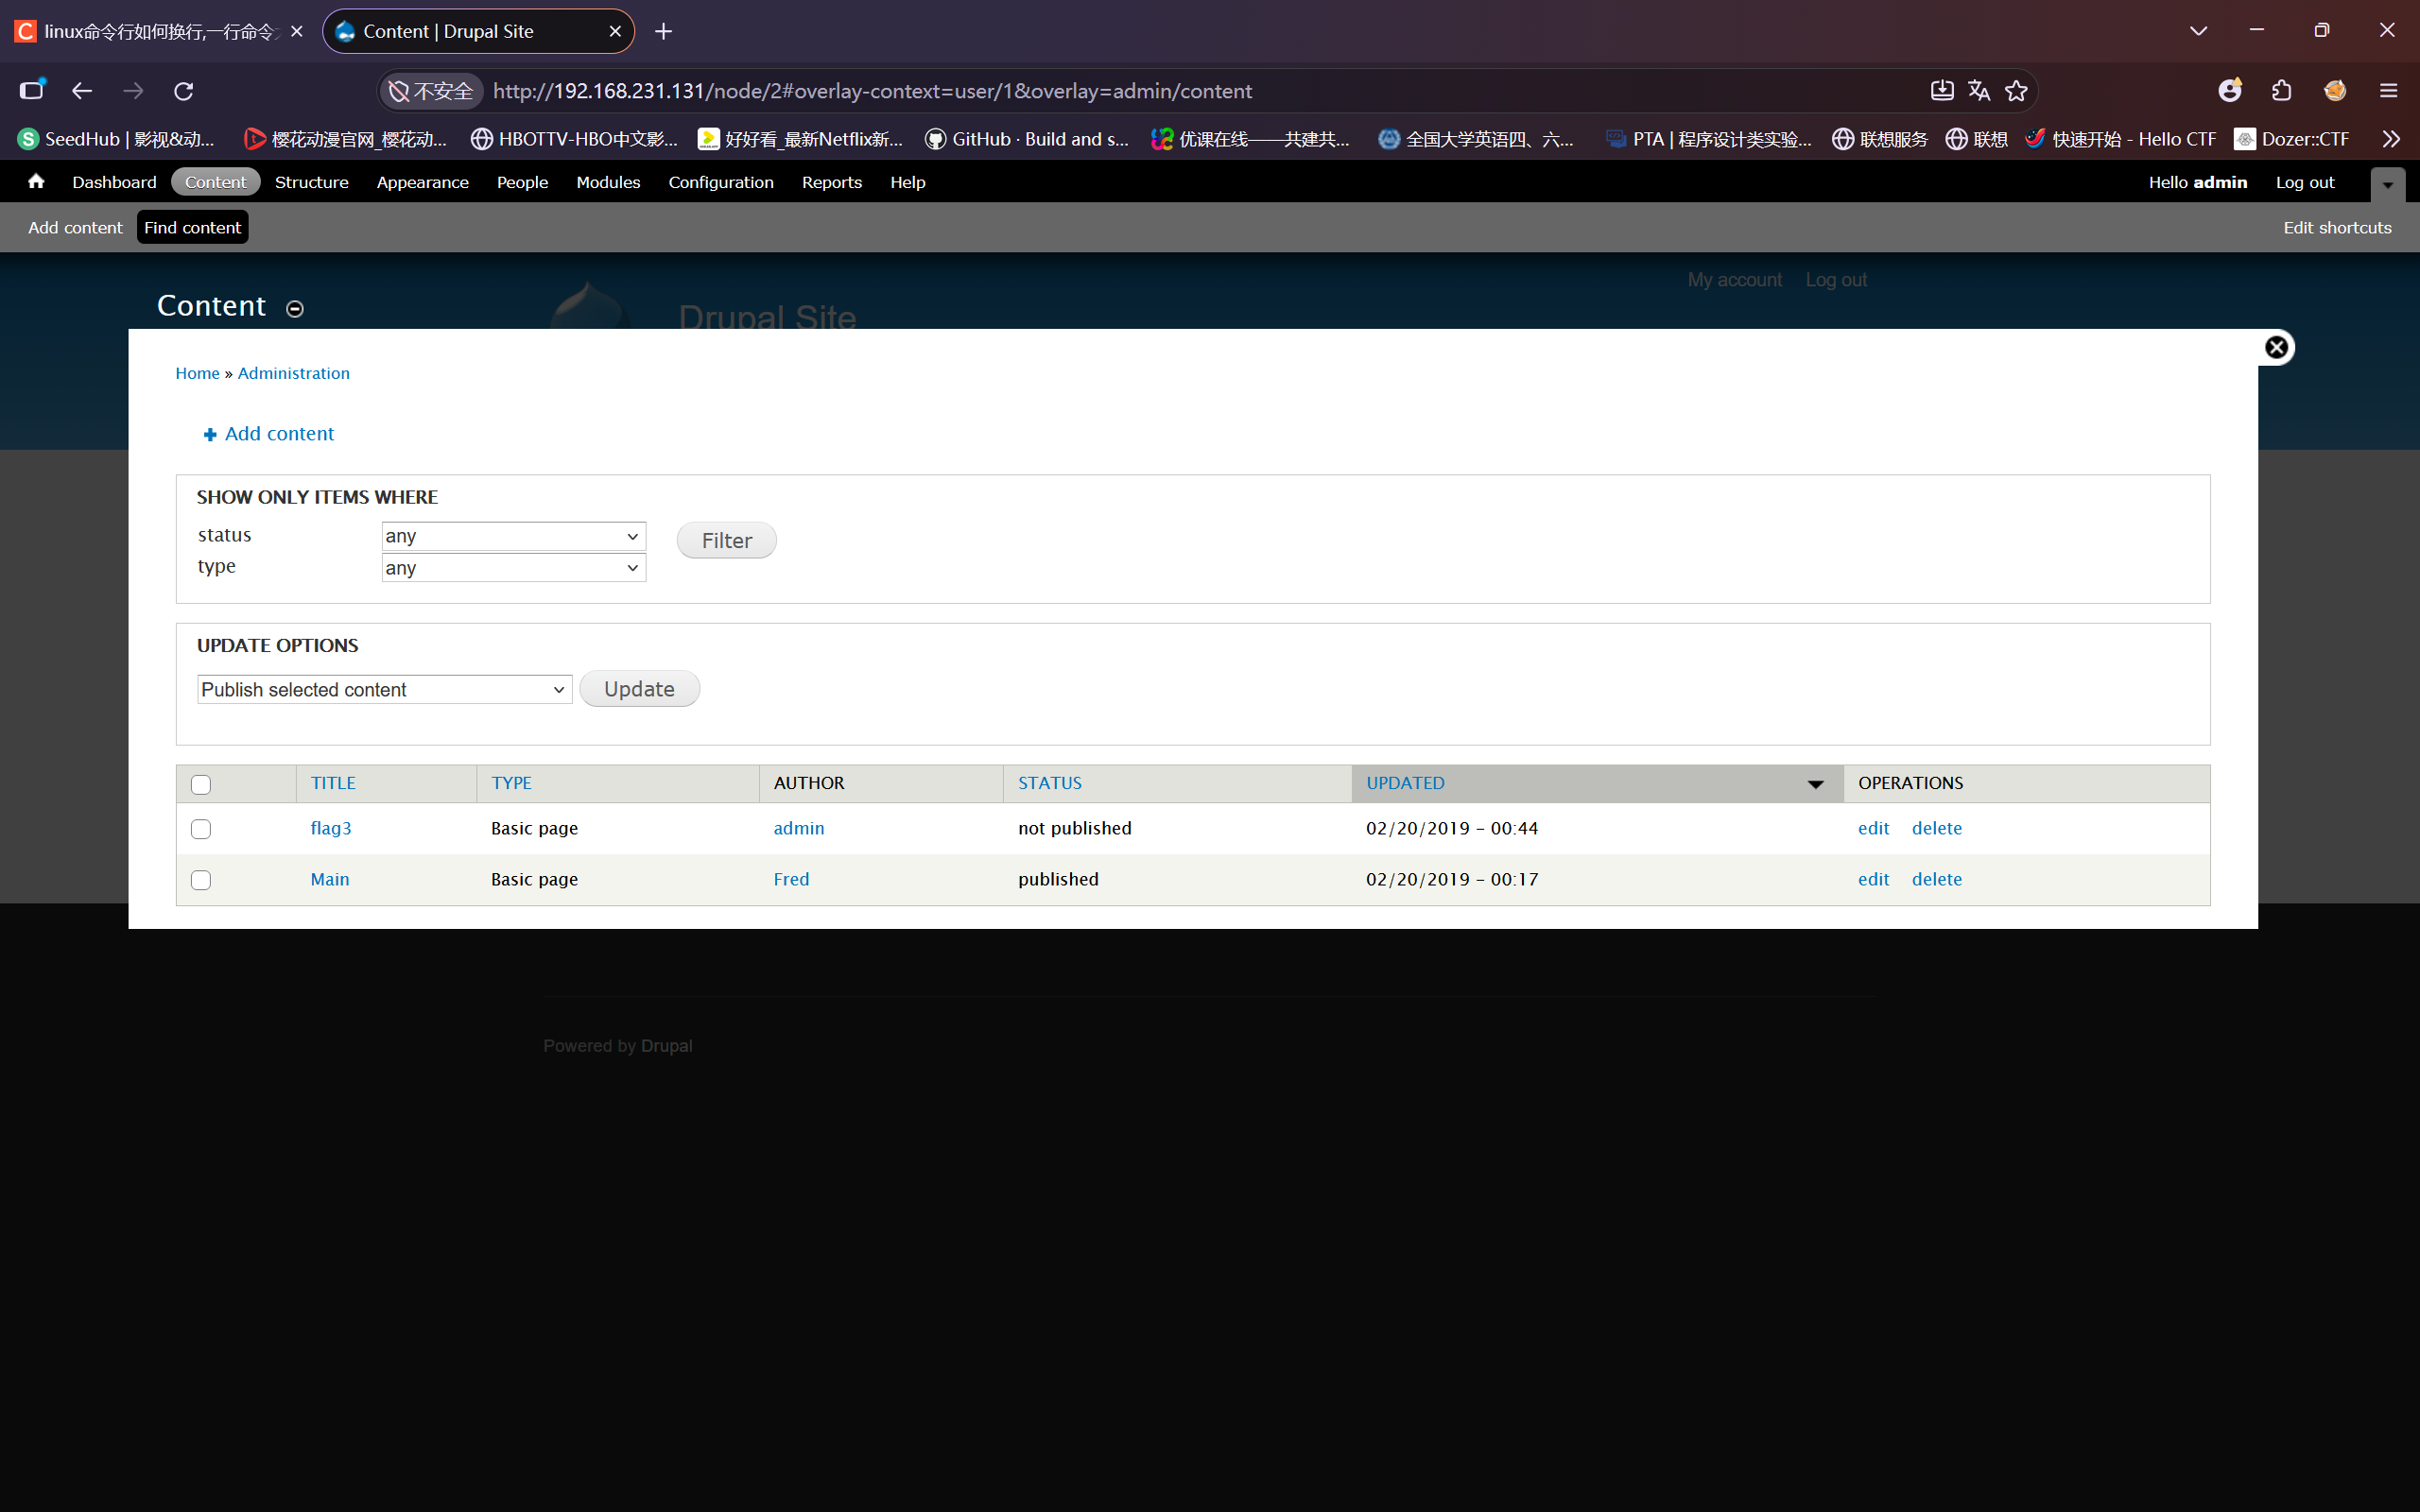 linux命令行如何换行,一行命令
Content | Drupal Site
不安全 http://192.168.231.131/node/2#overlay-context=user/1&overlay=admin/content
SeedHub | 影视&动... 樱花动漫官网_樱花动... HBOTTV-HBO中文影... 好好看_最新Netflix新... GitHub · Build and s... 优课在线——共建共... 全国大学英语四、六... PTA | 程序设计类实验... 联想服务 联想 快速开始 - Hello CTF Dozer::CTF
Dashboard Content Structure Appearance People Modules Configuration Reports Help Hello admin Log out
Add content Find content Edit shortcuts
My account Log out
Content
Drupal Site
Home » Administration
Add content
SHOW ONLY ITEMS WHERE
status any Filter
type any
UPDATE OPTIONS
Publish selected content Update
TITLE TYPE AUTHOR STATUS UPDATED OPERATIONS
flag3 Basic page admin not published 02/20/2019 - 00:44 edit delete
Main Basic page Fred published 02/20/2019 - 00:17 edit delete
Powered by Drupal